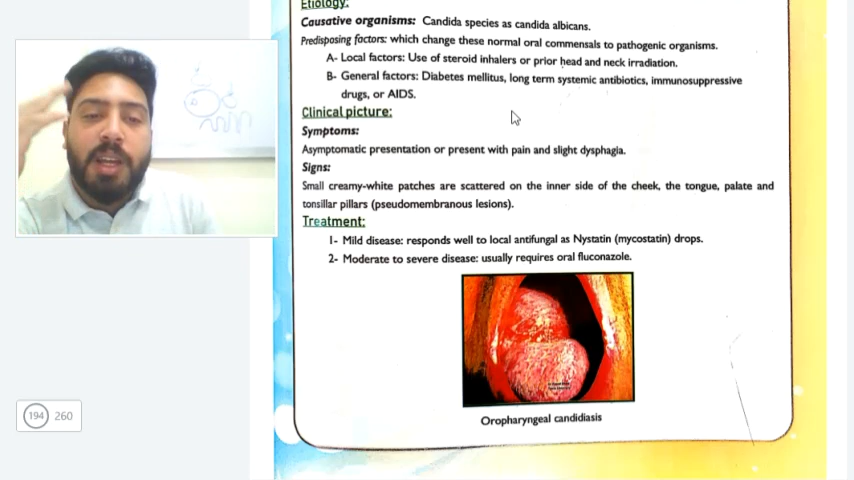 Etiology:
Causative organisms: Candida species as candida albicans.
Predisposing factors: which change these normal oral commensals to pathogenic organisms.
A- Local factors: Use of steroid inhalers or prior head and neck irradiation.
B- General factors: Diabetes mellitus, long term systemic antibiotics, immunosuppressive
drugs, or AIDS.
Clinical picture:
Symptoms:
Asymptomatic presentation or present with pain and slight dysphagia.
Signs:
Small creamy-white patches are scattered on the inner side of the cheek, the tongue, palate and
tonsillar pillars (pseudomembranous lesions).
Treatment:
1- Mild disease: responds well to local antifungal as Nystatin (mycostatin) drops.
2- Moderate to severe disease: usually requires oral fluconazole.
Oropharyngeal candidiasis
194 260